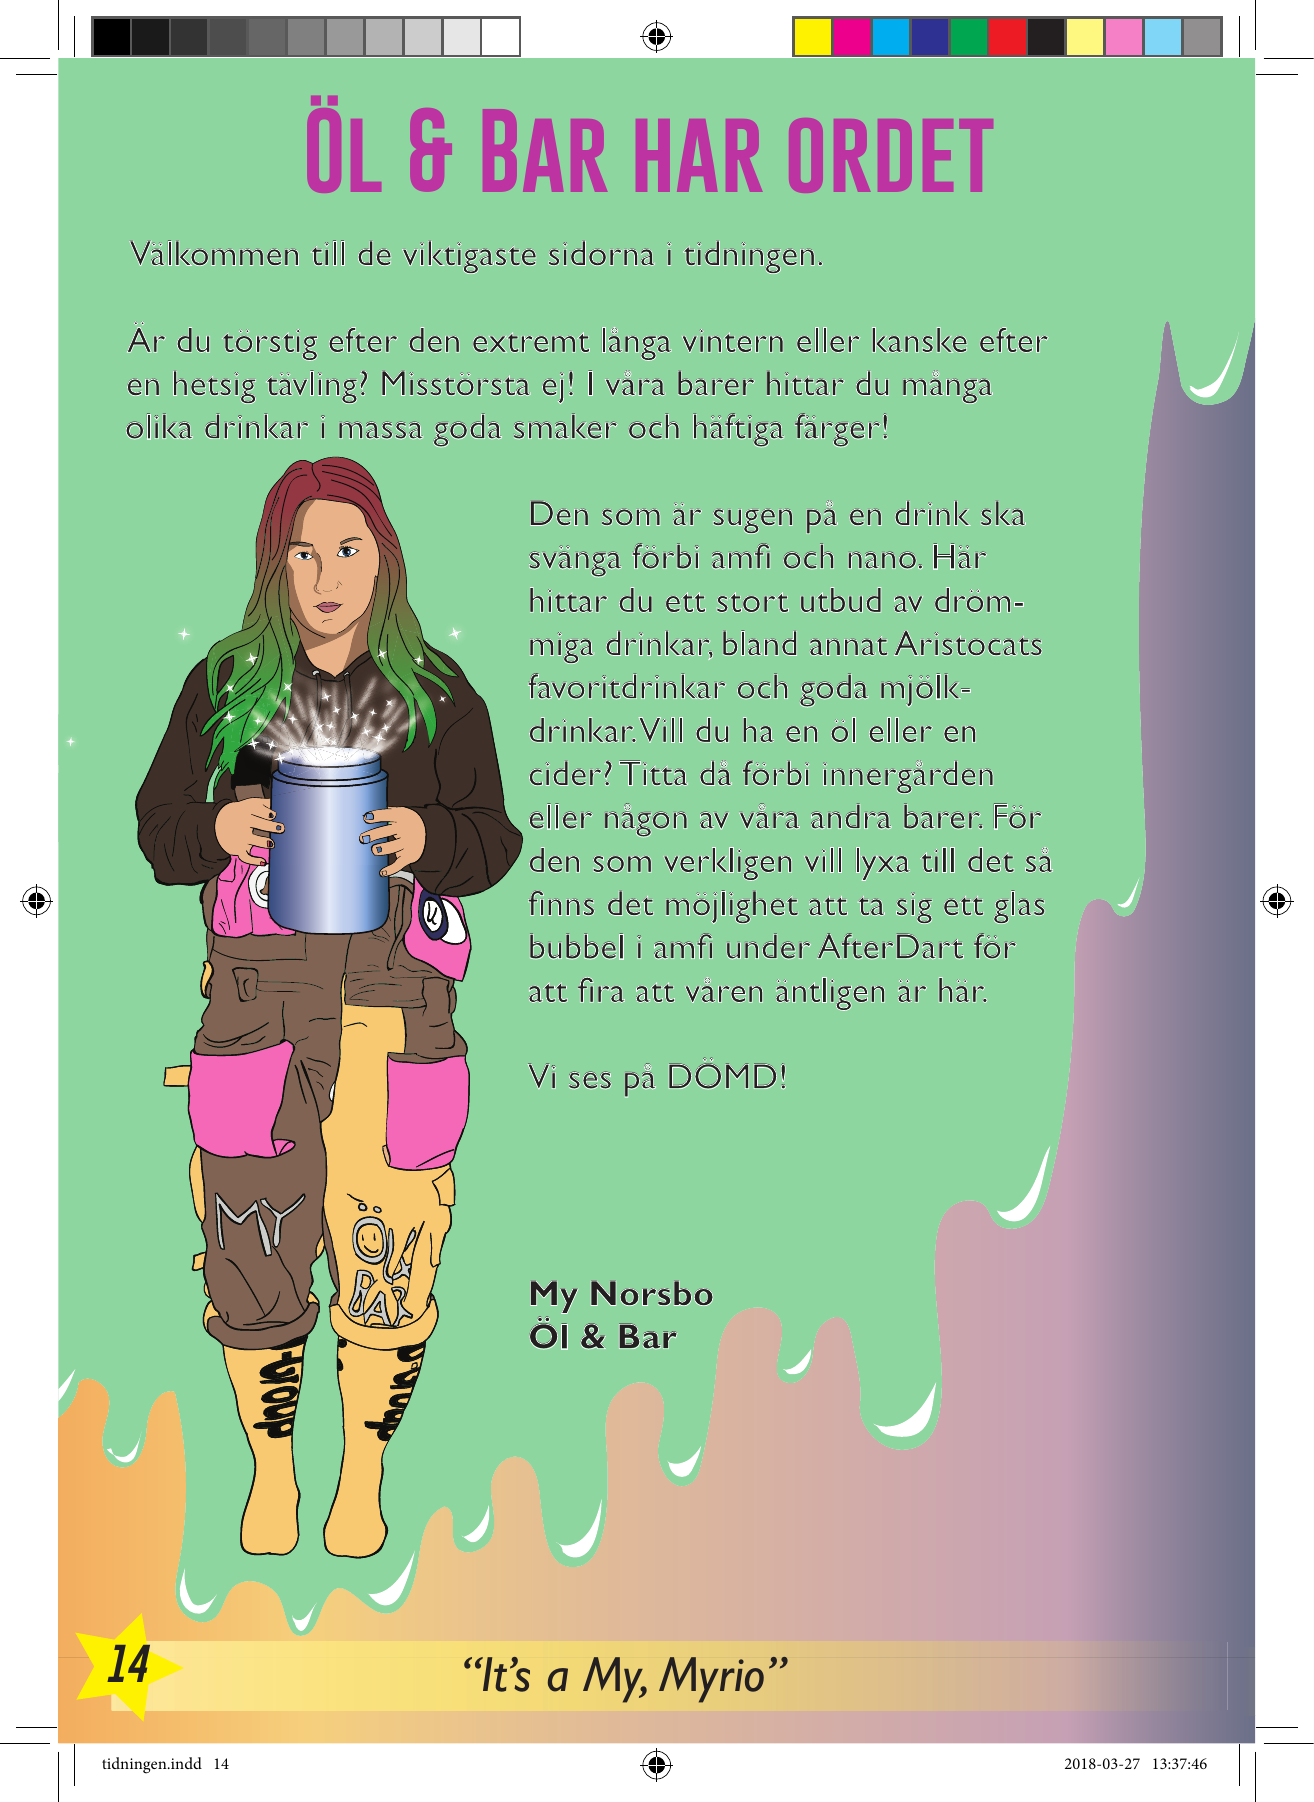 Öl & Bar har ordet
Välkommen till de viktigaste sidorna i tidningen.
Är du törstig efter den extremt långa vintern eller kanske efter
en hetsig tävling? Misstörsta ej! I våra barer hittar du många
olika drinkar i massa goda smaker och häftiga färger!
Den som är sugen på en drink ska
svänga förbi amfi och nano. Här
hittar du ett stort utbud av dröm-
miga drinkar, bland annat Aristocats
favoritdrinkar och goda mjölk-
drinkar. Vill du ha en öl eller en
cider? Titta då förbi innergården
eller någon av våra andra barer. För
den som verkligen vill lyxa till det så
finns det möjlighet att ta sig ett glas
bubbel i amfi under AfterDart för
att fira att våren äntligen är här.
Vi ses på DÖMD!
U
MY
ÖL&
BAR
My Norsbo
Öl & Bar
14
“It’s a My, Myrio”
tidningen.indd 14
2018-03-27 13:37:46